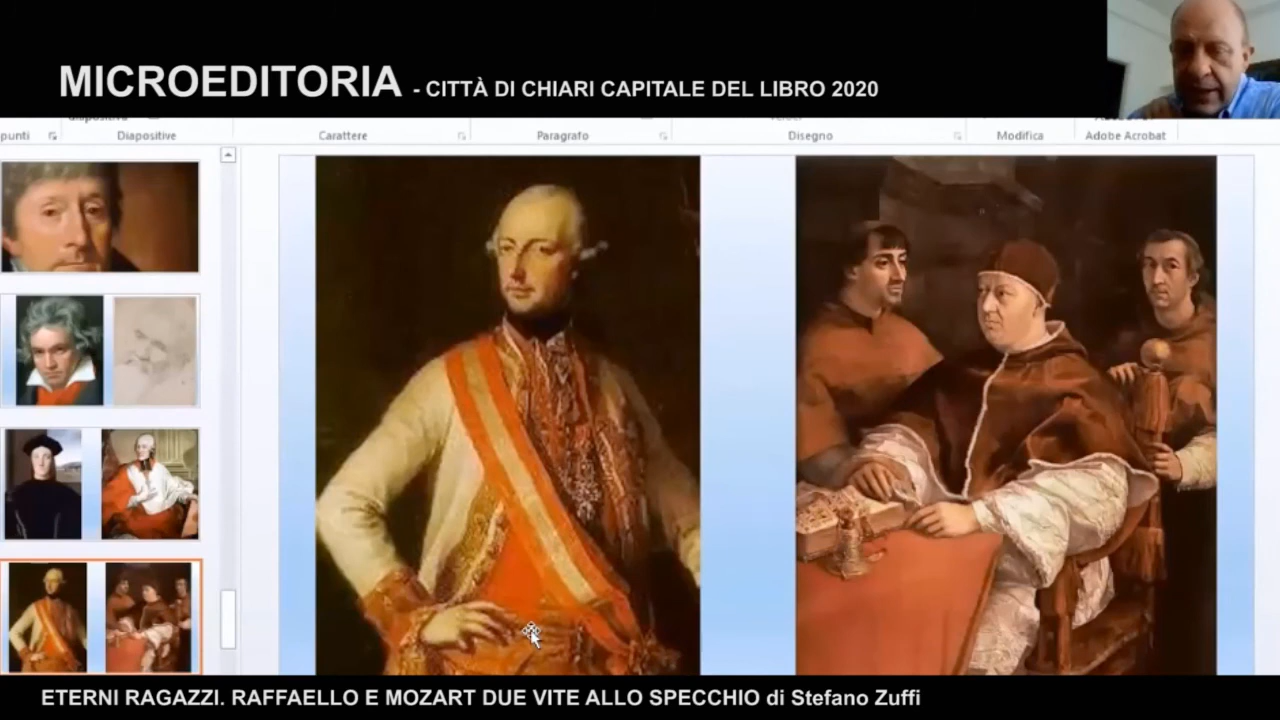 MICROEDITORIA - CITTÀ DI CHIARI CAPITALE DEL LIBRO 2020
punti Diapositive Carattere Paragrafo Disegno Modifica Adobe Acrobat
ETERNI RAGAZZI. RAFFAELLO E MOZART DUE VITE ALLO SPECCHIO di Stefano Zuffi